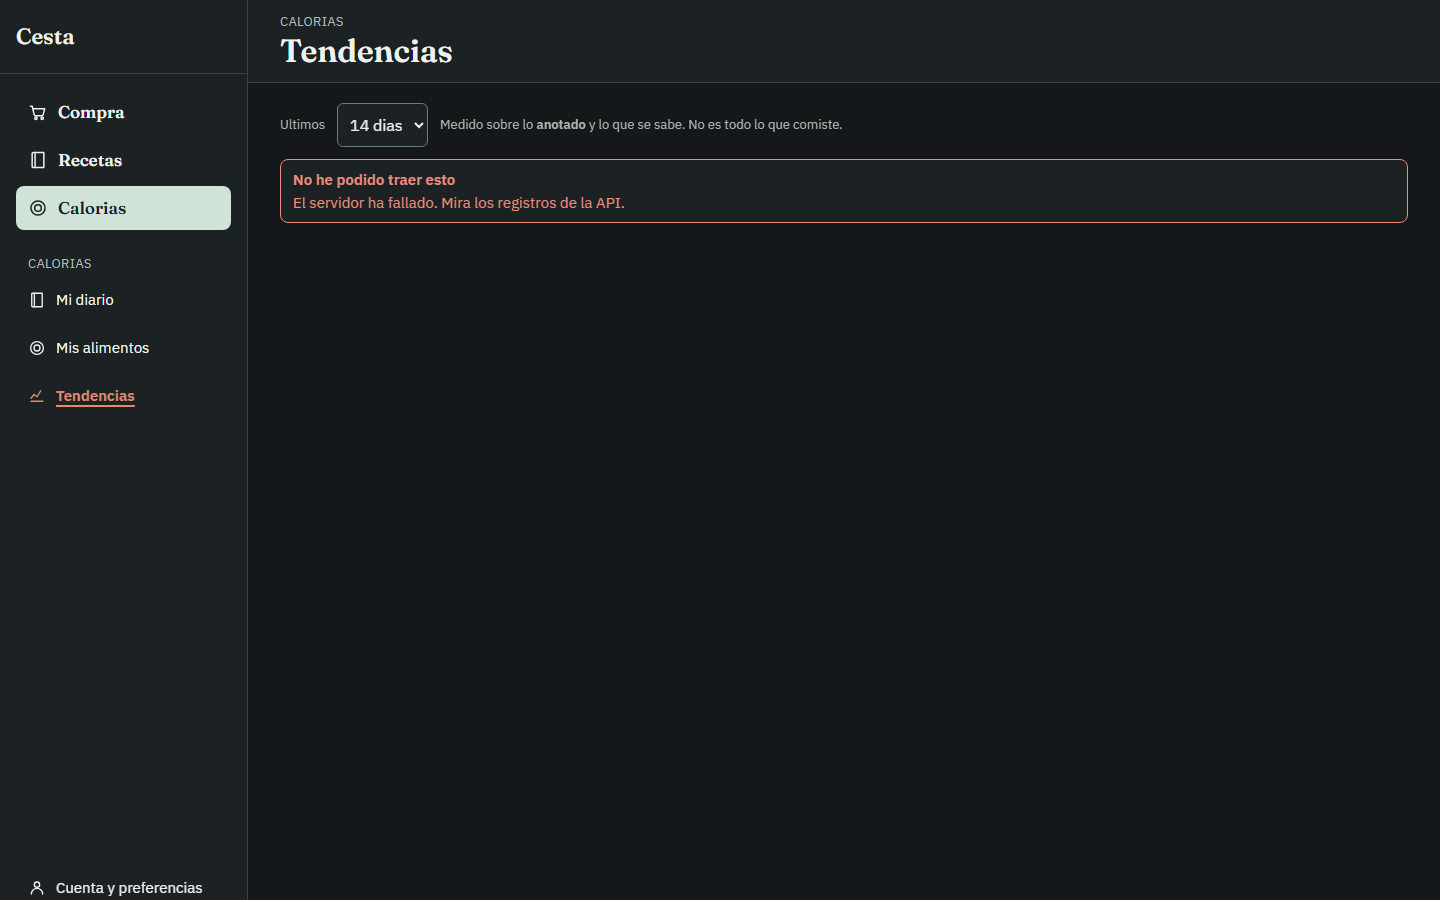 Cesta
Compra
Recetas
Calorias
CALORIAS
Mi diario
Mis alimentos
Tendencias
Cuenta y preferencias
CALORIAS
Tendencias
Ultimos
14 dias
Medido sobre lo anotado y lo que se sabe. No es todo lo que comiste.
No he podido traer esto
El servidor ha fallado. Mira los registros de la API.